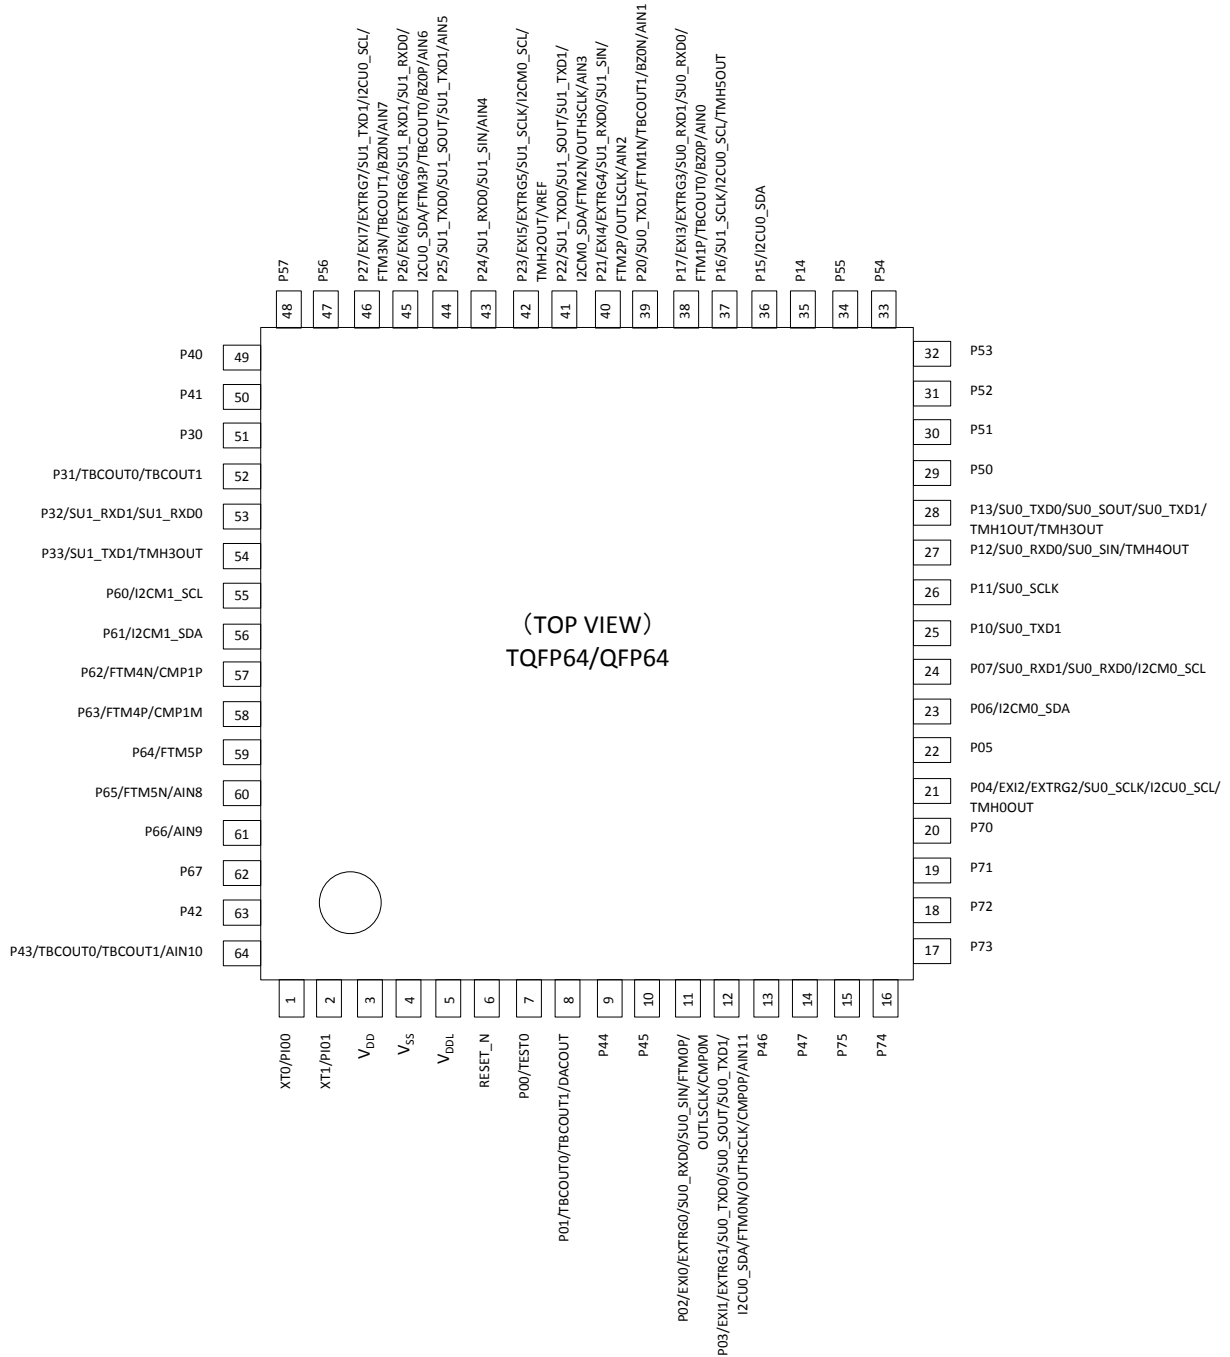 P57
48
P56
47
P27/EXI7/EXTRG7/SU1_TXD1/I2CU0_SCL/
FTM3N/TBCOUT1/BZ0N/AIN7
46
P26/EXI6/EXTRG6/SU1_RXD1/SU1_RXD0/
I2CU0_SDA/FTM3P/TBCOUT0/BZ0P/AIN6
45
P25/SU1_TXD0/SU1_SOUT/SU1_TXD1/AIN5
44
P24/SU1_RXD0/SU1_SIN/AIN4
43
P23/EXI5/EXTRG5/SU1_SCLK/I2CM0_SCL/
TMH2OUT/VREF
42
P22/SU1_TXD0/SU1_SOUT/SU1_TXD1/
I2CM0_SDA/FTM2N/OUTHSCLK/AIN3
41
P21/EXI4/EXTRG4/SU1_RXD0/SU1_SIN/
FTM2P/OUTLSCLK/AIN2
40
P20/SU0_TXD1/FTM1N/TBCOUT1/BZ0N/AIN1
39
P17/EXI3/EXTRG3/SU0_RXD1/SU0_RXD0/
FTM1P/TBCOUT0/BZ0P/AIN0
38
P16/SU1_SCLK/I2CU0_SCL/TMH5OUT
37
P15/I2CU0_SDA
36
P14
35
P55
34
P54
33
P40 49
P41 50
P30 51
P31/TBCOUT0/TBCOUT1 52
P32/SU1_RXD1/SU1_RXD0 53
P33/SU1_TXD1/TMH3OUT 54
P60/I2CM1_SCL 55
P61/I2CM1_SDA 56
P62/FTM4N/CMP1P 57
P63/FTM4P/CMP1M 58
P64/FTM5P 59
P65/FTM5N/AIN8 60
P66/AIN9 61
P67 62
P42 63
P43/TBCOUT0/TBCOUT1/AIN10 64
（TOP VIEW）
TQFP64/QFP64
32 P53
31 P52
30 P51
29 P50
28 P13/SU0_TXD0/SU0_SOUT/SU0_TXD1/
TMH1OUT/TMH3OUT
27 P12/SU0_RXD0/SU0_SIN/TMH4OUT
26 P11/SU0_SCLK
25 P10/SU0_TXD1
24 P07/SU0_RXD1/SU0_RXD0/I2CM0_SCL
23 P06/I2CM0_SDA
22 P05
21 P04/EXI2/EXTRG2/SU0_SCLK/I2CU0_SCL/
TMH0OUT
20 P70
19 P71
18 P72
17 P73
1
XT0/PI00
2
XT1/PI01
3
VDD
4
VSS
5
VDDL
6
RESET_N
7
P00/TEST0
8
P01/TBCOUT0/TBCOUT1/DACOUT
9
P44
10
P45
11
P02/EXI0/EXTRG0/SU0_RXD0/SU0_SIN/FTM0P/
OUTLSCLK/CMP0M
12
P03/EXI1/EXTRG1/SU0_TXD0/SU0_SOUT/SU0_TXD1/
I2CU0_SDA/FTM0N/OUTHSCLK/CMP0P/AIN11
13
P46
14
P47
15
P75
16
P74